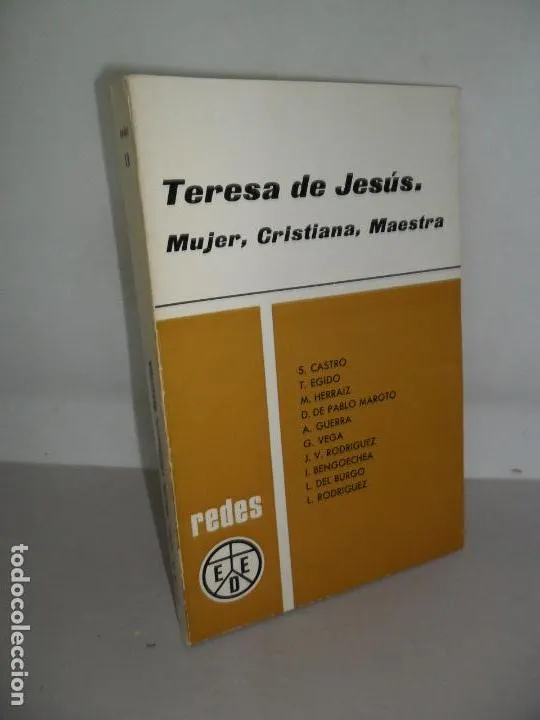 Teresa de Jesús.
Mujer, Cristiana, Maestra
S. CASTRO
T. EGIDO
M. HERRAIZ
D. DE PABLO MAROTO
A. GUERRA
G. VEGA
J. V. RODRIGUEZ
I. BENGOECHEA
L. DEL BURGO
L. RODRIGUEZ
redes
E D E
todocoleccion.net